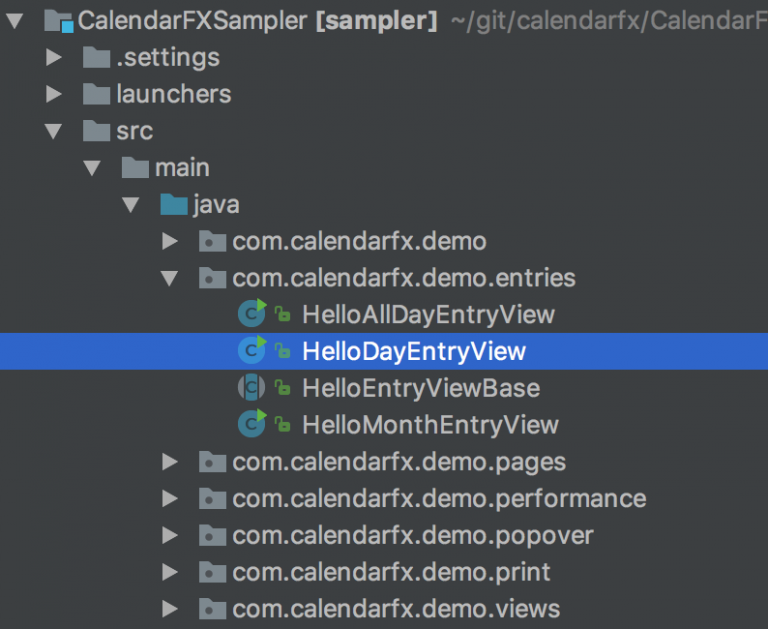 CalendarFXSampler [sampler] ~/git/calendarfx/CalendarF
.settings
launchers
src
main
java
com.calendarfx.demo
com.calendarfx.demo.entries
HelloAllDayEntryView
HelloDayEntryView
HelloEntryViewBase
HelloMonthEntryView
com.calendarfx.demo.pages
com.calendarfx.demo.performance
com.calendarfx.demo.popover
com.calendarfx.demo.print
com.calendarfx.demo.views